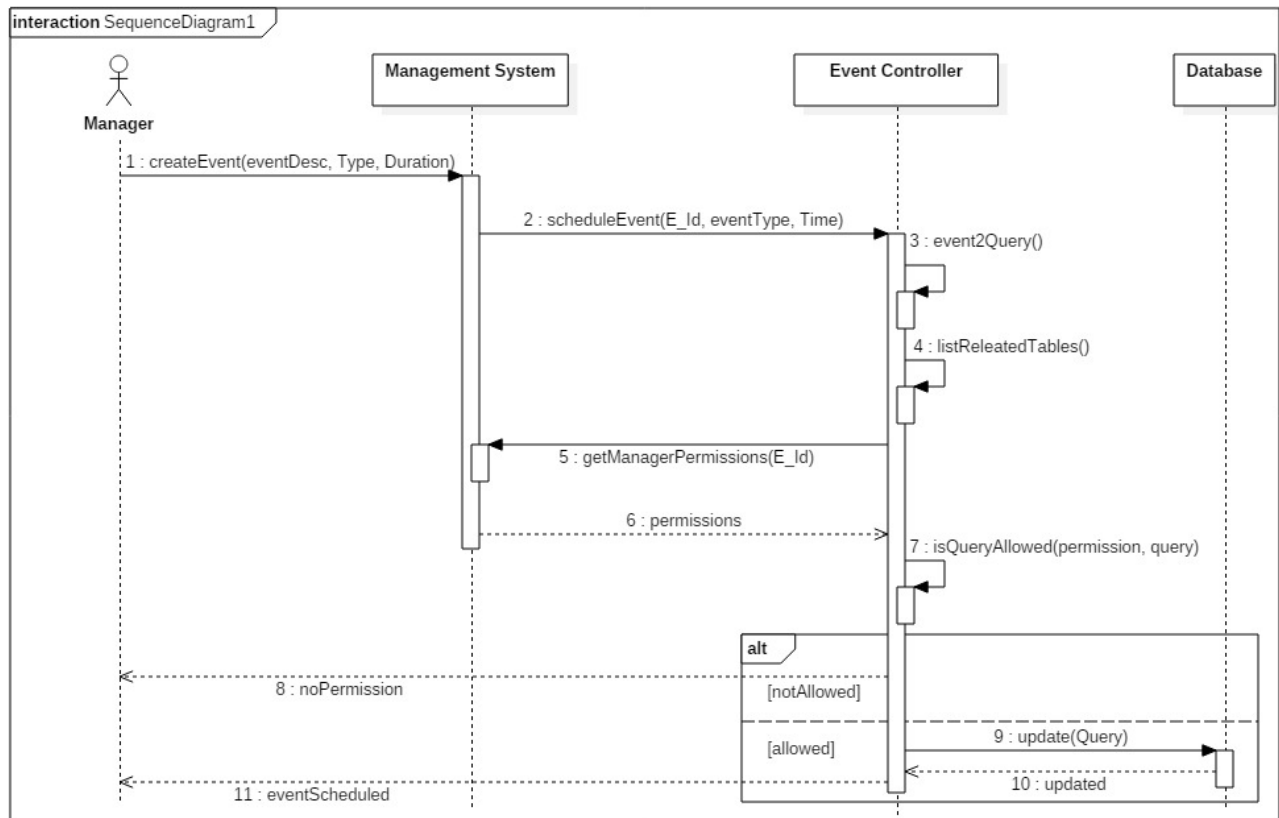 interaction SequenceDiagram1
Manager
Management System
Event Controller
Database
1 : createEvent(eventDesc, Type, Duration)
2 : scheduleEvent(E_Id, eventType, Time)
3 : event2Query()
4 : listReleatedTables()
5 : getManagerPermissions(E_Id)
6 : permissions
7 : isQueryAllowed(permission, query)
alt
8 : noPermission
[notAllowed]
9 : update(Query)
[allowed]
10 : updated
11 : eventScheduled